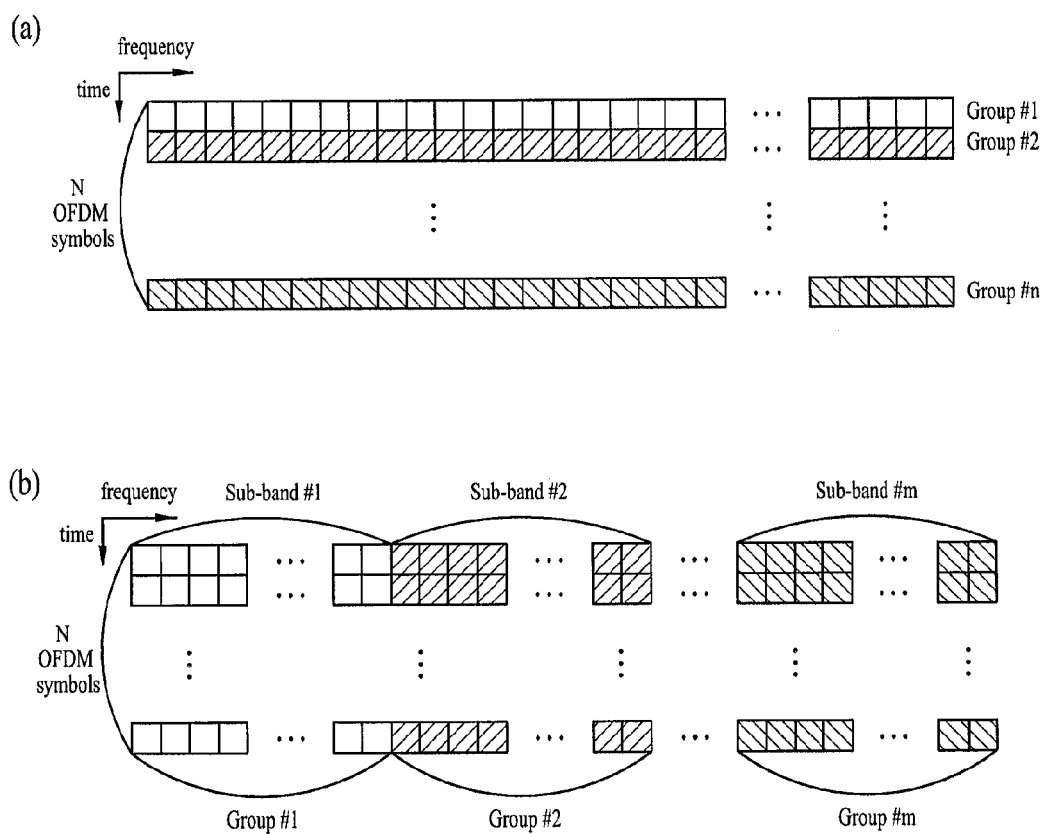 (a)
frequency
time
Group #1
Group #2
N
OFDM
symbols
Group #n
(b)
frequency
Sub-band #1
Sub-band #2
Sub-band #m
time
N
OFDM
symbols
Group #1
Group #2
Group #m